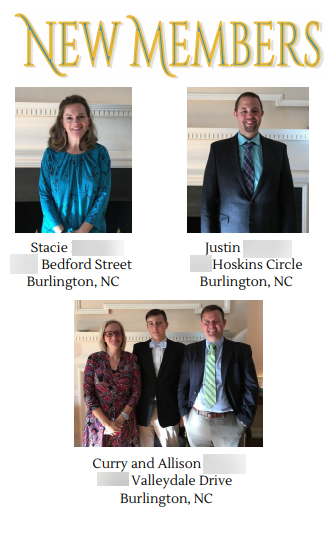 New Members
Stacie
Bedford Street
Burlington, NC
Justin
Hoskins Circle
Burlington, NC
Curry and Allison
Valleydale Drive
Burlington, NC